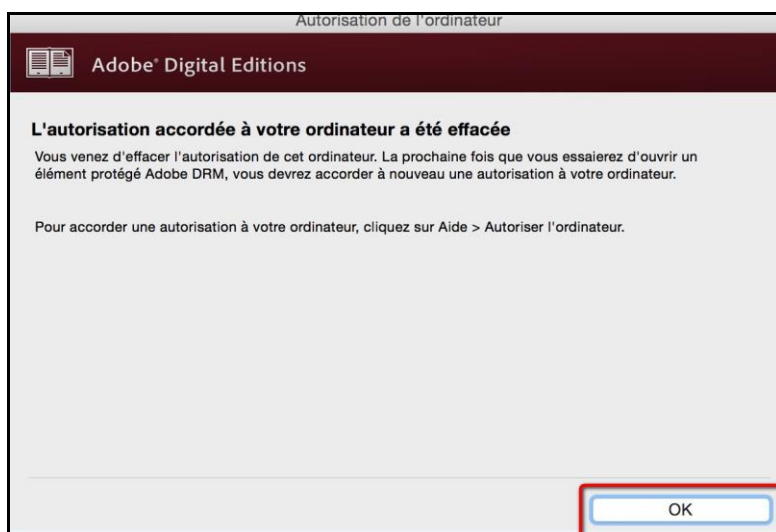 Autorisation de l'ordinateur
Adobe® Digital Editions
L'autorisation accordée à votre ordinateur a été effacée
Vous venez d'effacer l'autorisation de cet ordinateur. La prochaine fois que vous essaierez d'ouvrir un
élément protégé Adobe DRM, vous devrez accorder à nouveau une autorisation à votre ordinateur.
Pour accorder une autorisation à votre ordinateur, cliquez sur Aide > Autoriser l'ordinateur.
OK